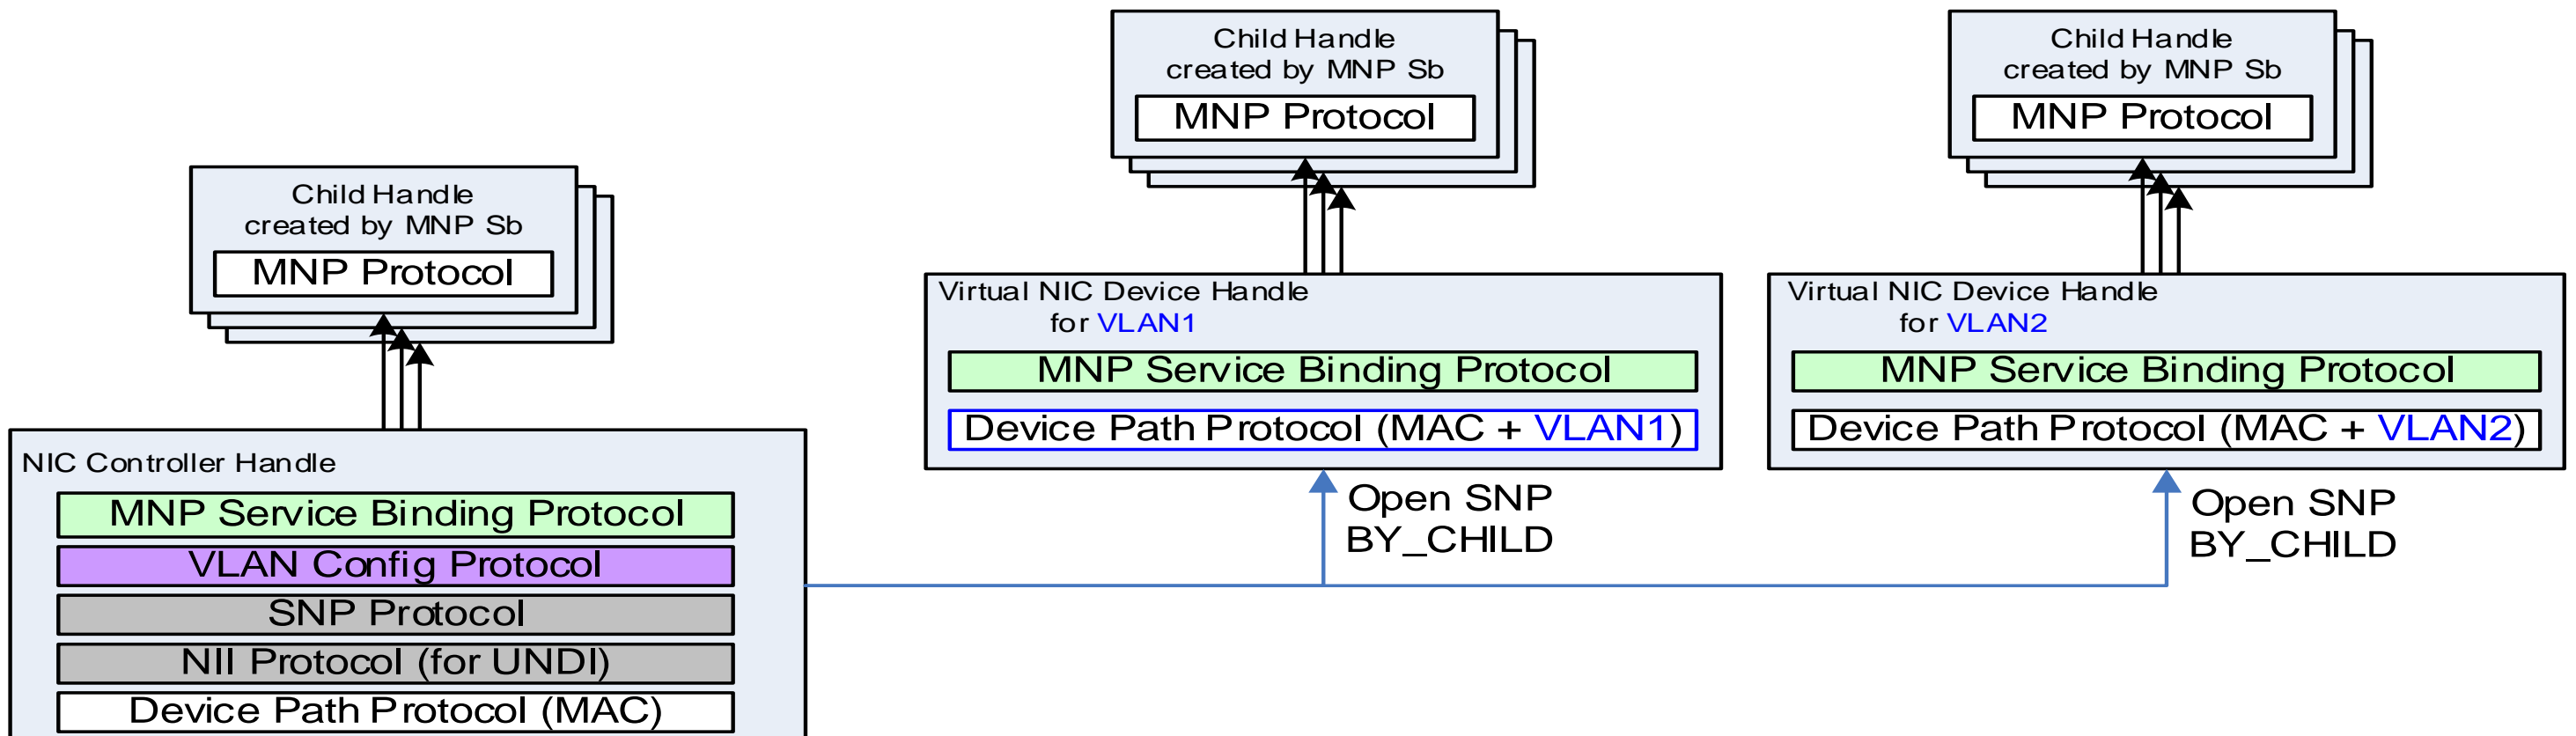 Child Handle
created by MNP Sb
MNP Protocol
Child Handle
created by MNP Sb
MNP Protocol
Child Handle
created by MNP Sb
MNP Protocol
Virtual NIC Device Handle
for VLAN1
MNP Service Binding Protocol
Device Path Protocol (MAC + VLAN1)
Virtual NIC Device Handle
for VLAN2
MNP Service Binding Protocol
Device Path Protocol (MAC + VLAN2)
NIC Controller Handle
MNP Service Binding Protocol
VLAN Config Protocol
SNP Protocol
NII Protocol (for UNDI)
Device Path Protocol (MAC)
Open SNP
BY_CHILD
Open SNP
BY_CHILD